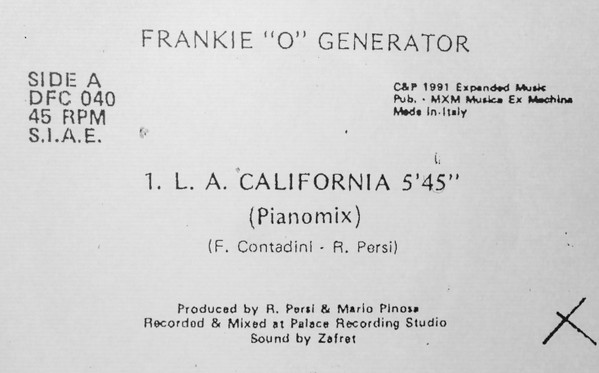 FRANKIE "O" GENERATOR
SIDE A
DFC 040
45 RPM
S.I.A.E.
C&P 1991 Expanded Music
Pub. - MXM Musica Ex Machina
Made in Italy
1. L. A. CALIFORNIA 5'45"
(Pianomix)
(F. Contadini - R. Persi)
Produced by R. Persi & Mario Pinosa
Recorded & Mixed at Palace Recording Studio
Sound by Zafret